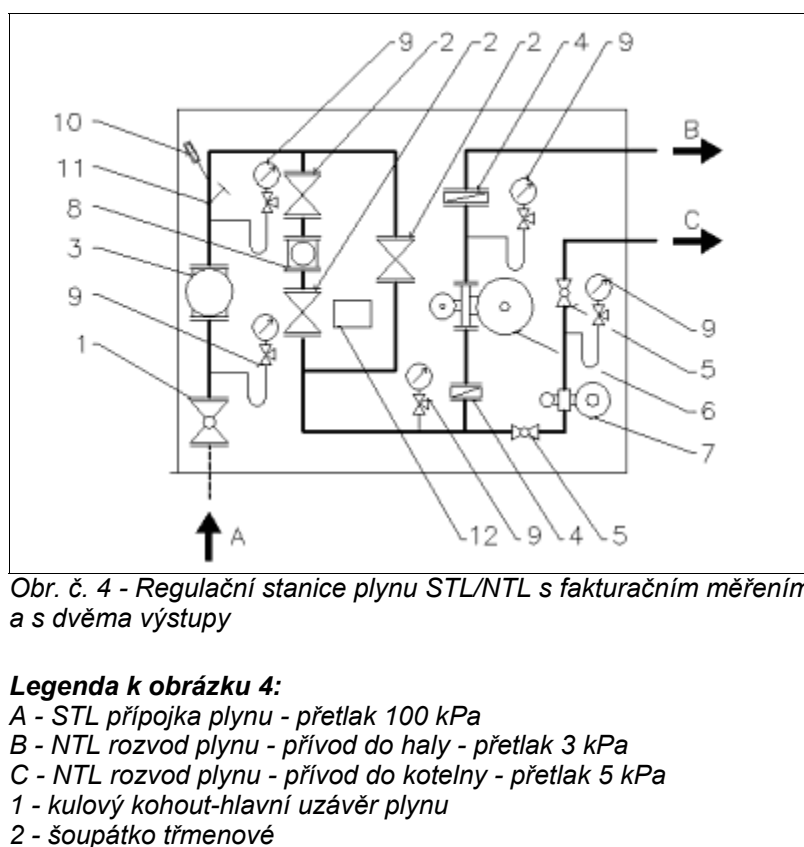 9 2 2 2 4 9
10
B
11
C
8
3
9
9
5
1
6
7
A
12 9 4 5
Obr. č. 4 - Regulační stanice plynu STL/NTL s fakturačním měřením
a s dvěma výstupy
Legenda k obrázku 4:
A - STL přípojka plynu - přetlak 100 kPa
B - NTL rozvod plynu - přívod do haly - přetlak 3 kPa
C - NTL rozvod plynu - přívod do kotelny - přetlak 5 kPa
1 - kulový kohout-hlavní uzávěr plynu
2 - šoupátko třmenové